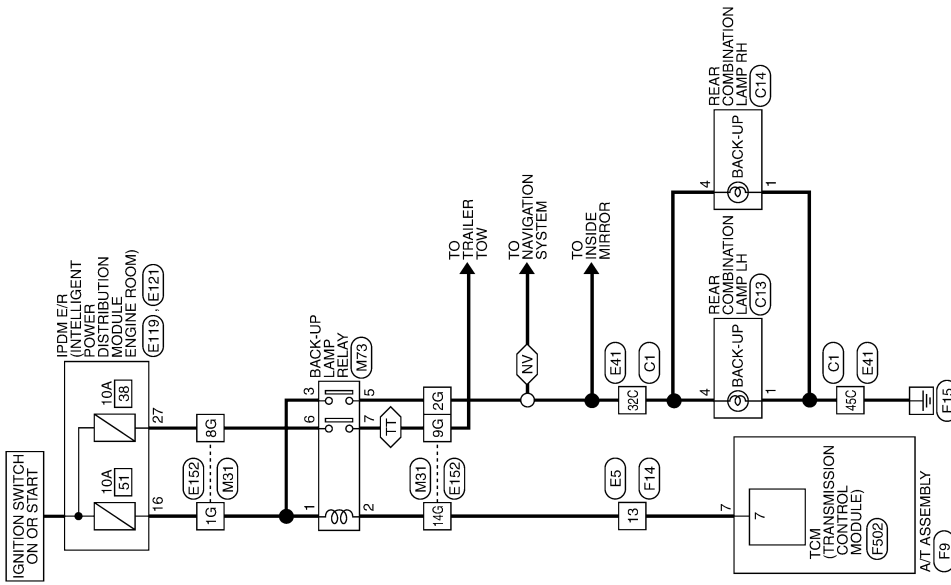 IGNITION SWITCH
ON OR START
IPDM E/R
(INTELLIGENT
POWER
DISTRIBUTION
MODULE
ENGINE ROOM)
E119 , E121
10A
51
10A
38
16
27
E152
M31
1G
8G
BACK-UP
LAMP
RELAY
M73
1
6
3
2
7
5
TT
M31
E152
14G
9G
2G
TO
TRAILER
TOW
NV
TO
NAVIGATION
SYSTEM
TO
INSIDE
MIRROR
E5
F14
13
E41
C1
32C
7
7
TCM
(TRANSMISSION
CONTROL
MODULE)
F502
A/T ASSEMBLY
F9
REAR
COMBINATION
LAMP LH
C13
4
BACK-UP
1
REAR
COMBINATION
LAMP RH
C14
4
BACK-UP
1
C1
E41
45C
E15